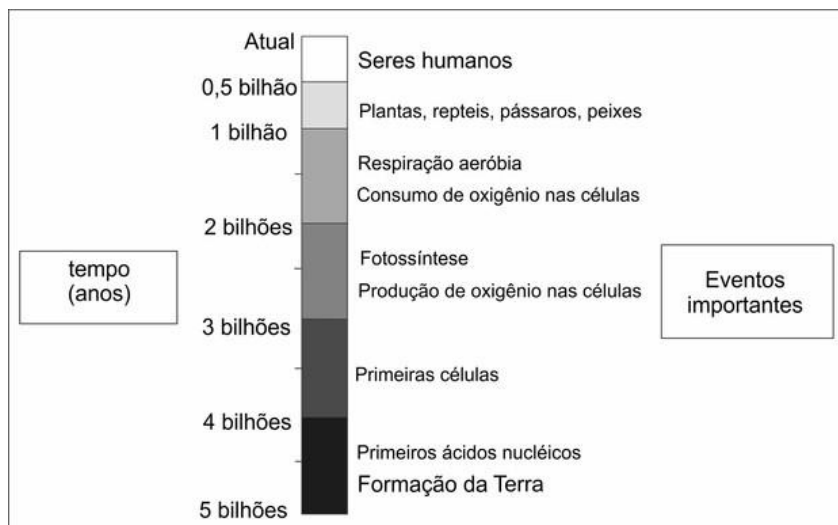 Atual
Seres humanos
0,5 bilhão
Plantas, repteis, pássaros, peixes
1 bilhão
Respiração aeróbia
Consumo de oxigênio nas células
2 bilhões
Fotossíntese
Produção de oxigênio nas células
tempo
(anos)
Eventos
importantes
3 bilhões
Primeiras células
4 bilhões
Primeiros ácidos nucléicos
Formação da Terra
5 bilhões